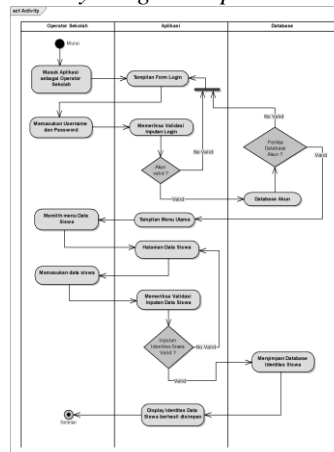 act Activity
Operator Sekolah
Aplikasi
Database
Mulai
Masuk Aplikasi
sebagai Operator
Sekolah
Tampilan Form Login
Memasukan Username
dan Password
Memeriksa Validasi
Inputan Login
Akun
valid ?
No Valid
Valid
Database
Akun ?
No Valid
Valid
Database Akun
Memilih menu Data
Siswa
Tampilan Menu Utama
Halaman Data Siswa
Memasukan data siswa
Memeriksa Validasi
Inputan Data Siswa
Inputan
Identitas Siswa
Valid ?
No Valid
Valid
Menyimpan Database
Identitas Siswa
Display Identitas Data
Siswa berhasil disimpan
Selesai